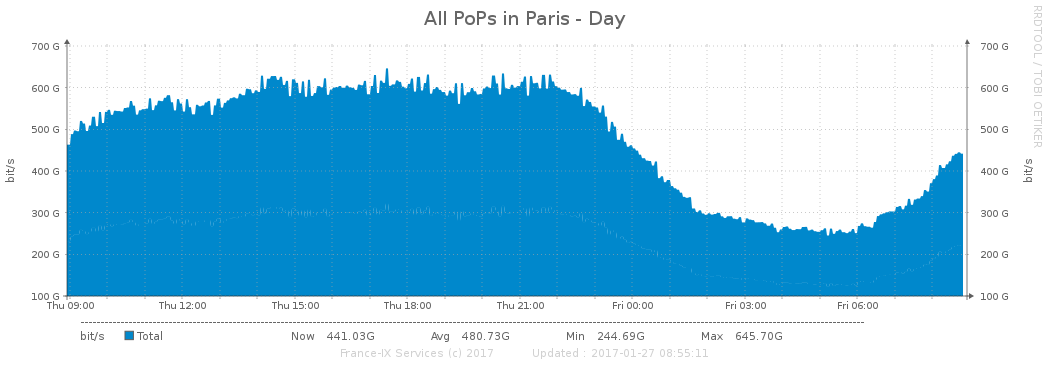 All PoPs in Paris - Day
RRDTOOL / TOBI OETIKER
700 G 700 G
600 G 600 G
500 G 500 G
400 G 400 G
300 G 300 G
200 G 200 G
100 G 100 G
bit/s bit/s
Thu 09:00 Thu 12:00 Thu 15:00 Thu 18:00 Thu 21:00 Fri 00:00 Fri 03:00 Fri 06:00
bit/s Total Now 441.03G Avg 480.73G Min 244.69G Max 645.70G
France-IX Services (c) 2017 Updated : 2017-01-27 08:55:11